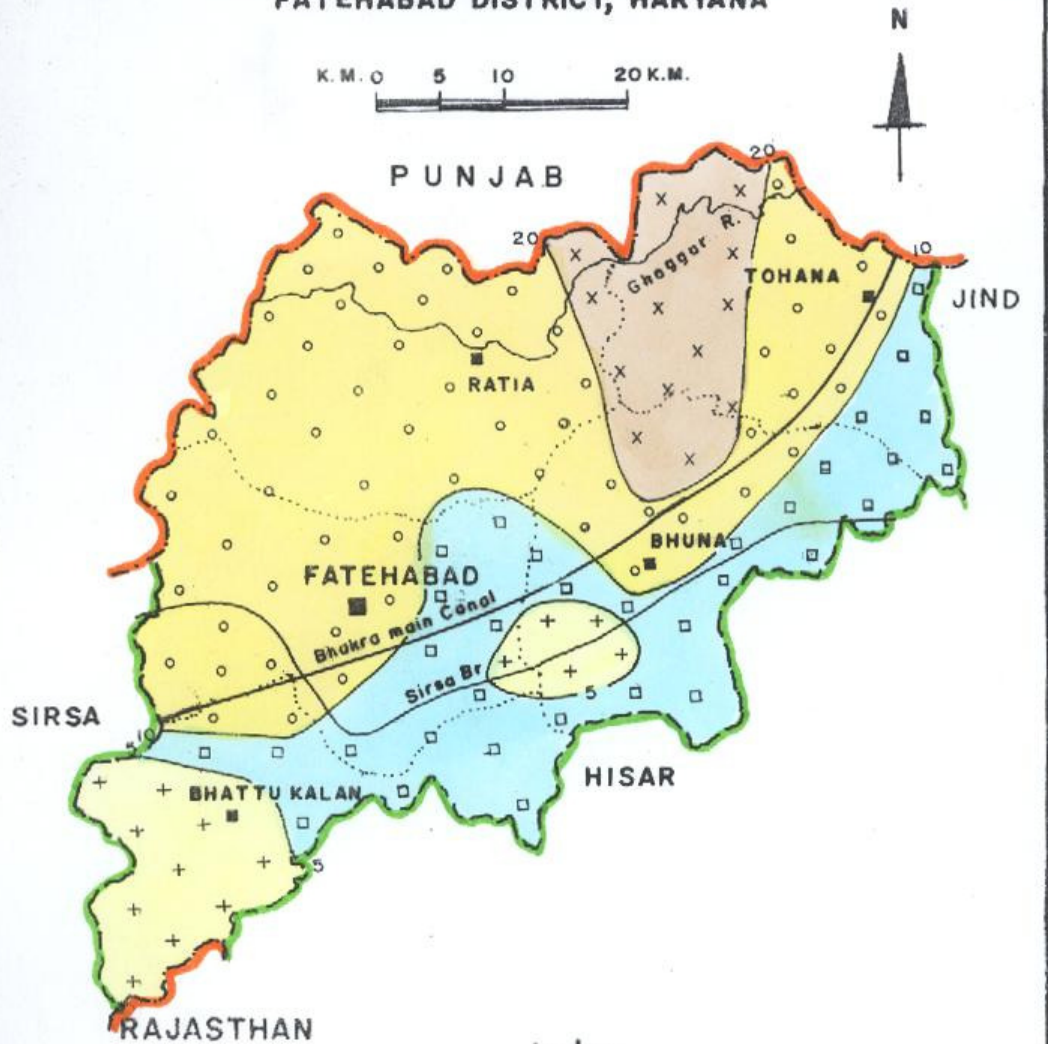 FATEHABAD DISTRICT, HARYANA
N
K.M. 0 5 10 20 K.M.
PUNJAB
20
20
Ghaggar R.
10
TOHANA
JIND
RATIA
BHUNA
FATEHABAD
Bhakra main Canal
Sirsa Br
5
SIRSA
10
5
HISAR
BHATTU KALAN
5
RAJASTHAN